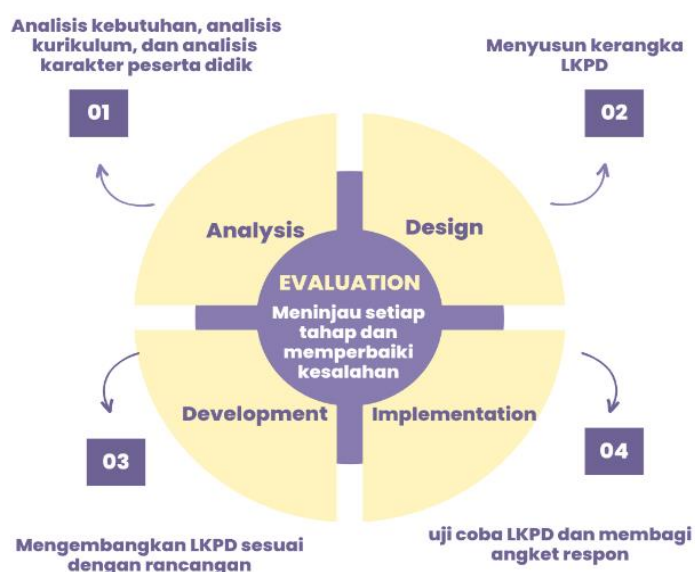 Analisis kebutuhan, analisis
kurikulum, dan analisis
karakter peserta didik
01
Menyusun kerangka
LKPD
02
Analysis
Design
EVALUATION
Meninjau setiap
tahap dan
memperbaiki
kesalahan
Development
Implementation
03
Mengembangkan LKPD sesuai
dengan rancangan
04
uji coba LKPD dan membagi
angket respon